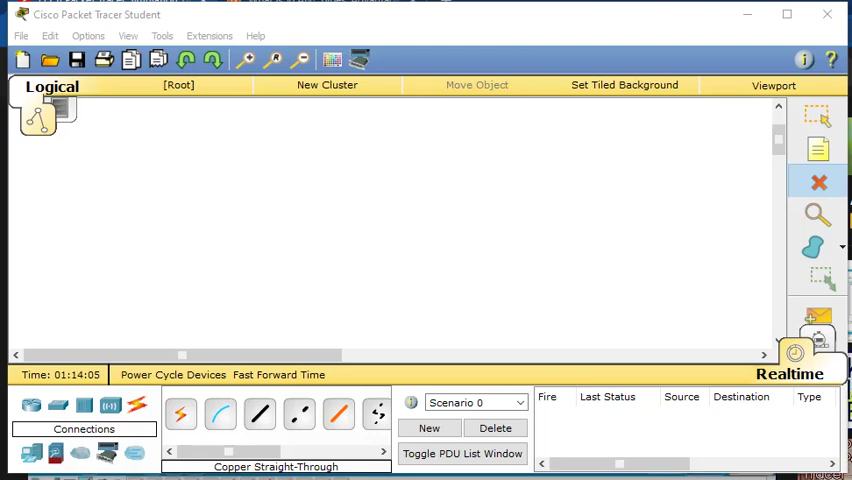 Cisco Packet Tracer Student
File Edit Options View Tools Extensions Help
Logical [Root] New Cluster Move Object Set Tiled Background Viewport
Time: 01:14:05 Power Cycle Devices Fast Forward Time Realtime
Connections
Copper Straight-Through
Scenario 0
New Delete
Toggle PDU List Window
Fire Last Status Source Destination Type